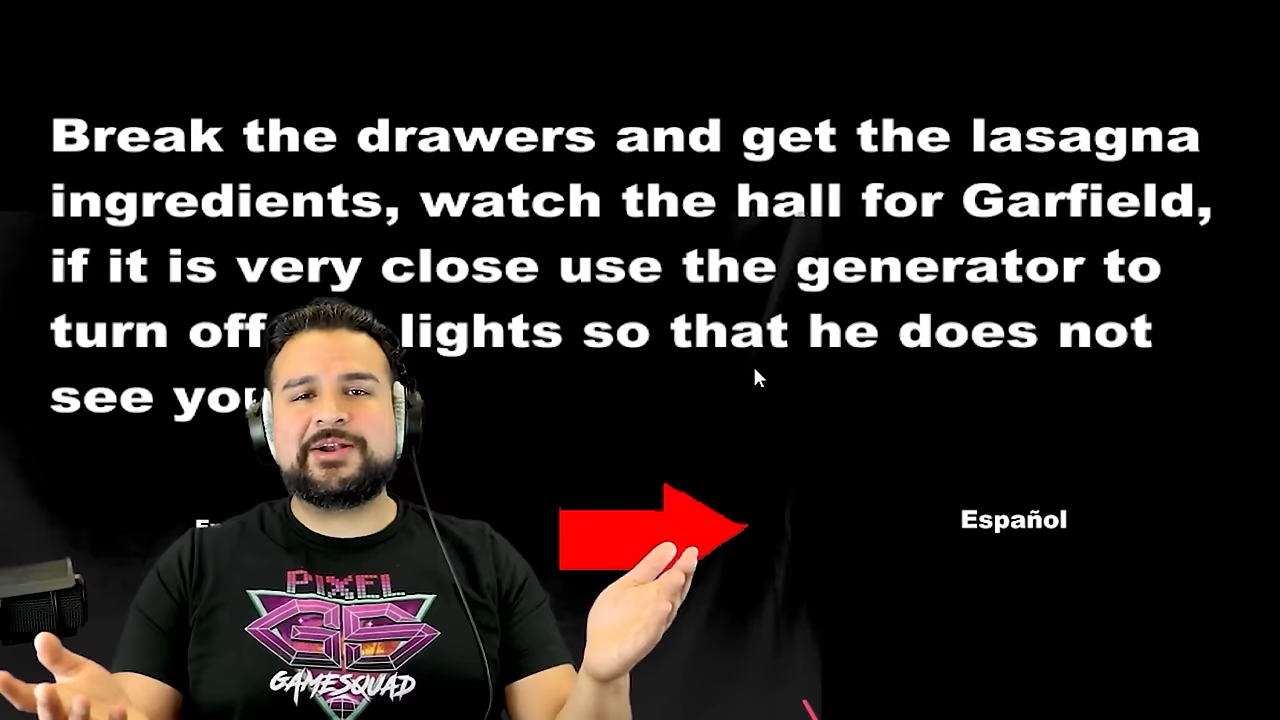 Break the drawers and get the lasagna
ingredients, watch the hall for Garfield,
if it is very close use the generator to
turn off lights so that he does not
see you
Español
PIXEL
GS
GAMESQUAD